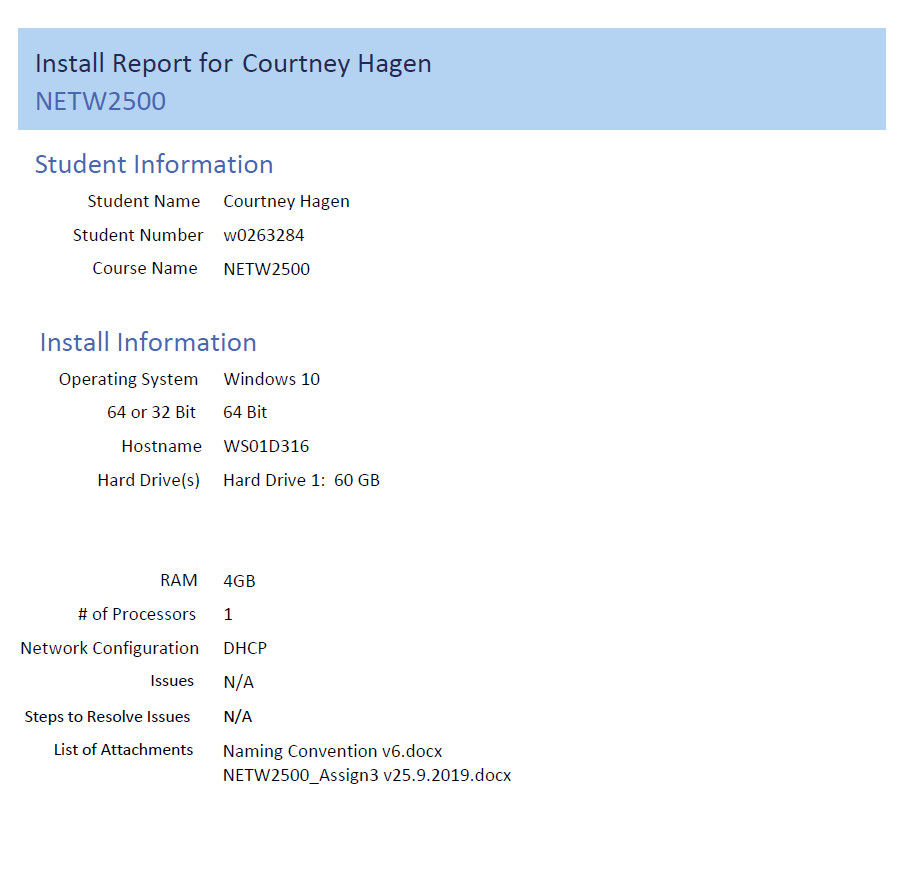 Install Report for Courtney Hagen
NETW2500
Student Information
Student Name Courtney Hagen
Student Number w0263284
Course Name NETW2500
Install Information
Operating System Windows 10
64 or 32 Bit 64 Bit
Hostname WS01D316
Hard Drive(s) Hard Drive 1: 60 GB
RAM 4GB
# of Processors 1
Network Configuration DHCP
Issues N/A
Steps to Resolve Issues N/A
List of Attachments Naming Convention v6.docx
NETW2500_Assign3 v25.9.2019.docx